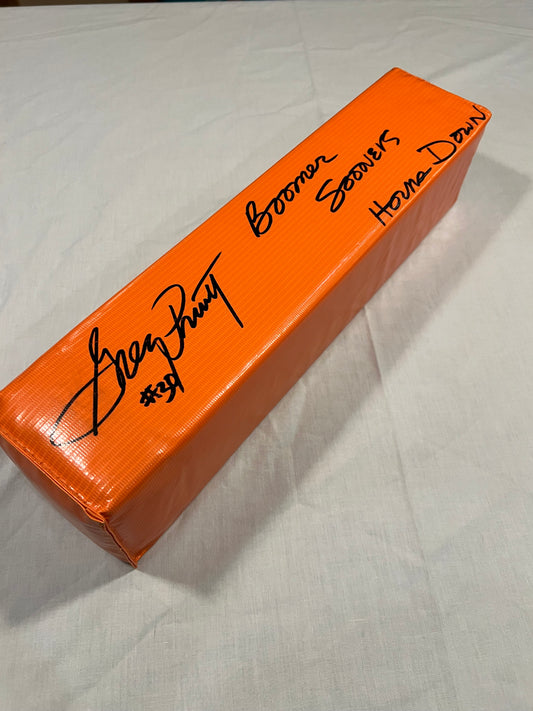 Greg Pruitt
#30
Boomer
Sooners
Horns Down